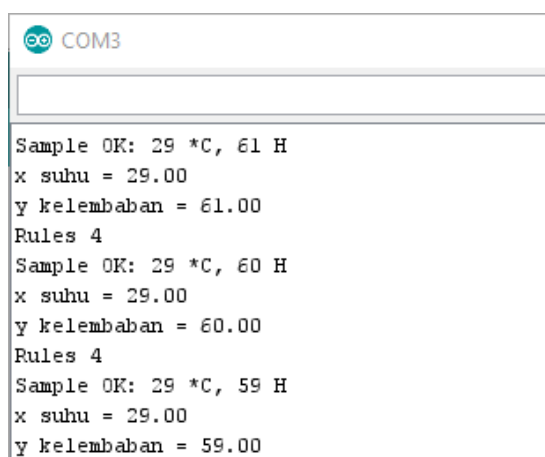 COM3
Sample OK: 29 *C, 61 H
x suhu = 29.00
y kelembaban = 61.00
Rules 4
Sample OK: 29 *C, 60 H
x suhu = 29.00
y kelembaban = 60.00
Rules 4
Sample OK: 29 *C, 59 H
x suhu = 29.00
y kelembaban = 59.00